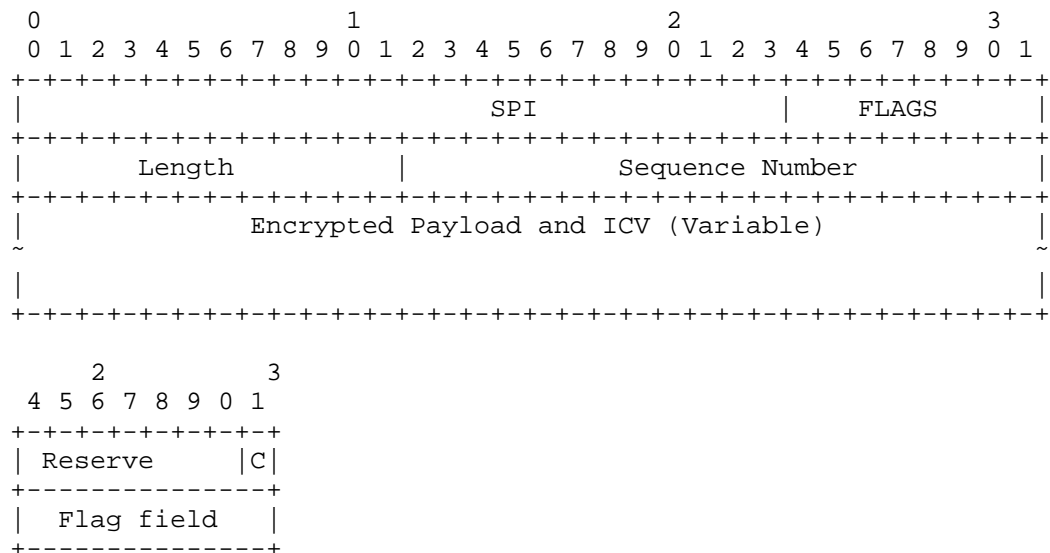 0                   1                   2                   3
 0 1 2 3 4 5 6 7 8 9 0 1 2 3 4 5 6 7 8 9 0 1 2 3 4 5 6 7 8 9 0 1
+-+-+-+-+-+-+-+-+-+-+-+-+-+-+-+-+-+-+-+-+-+-+-+-+-+-+-+-+-+-+-+-+
|                             SPI               |    FLAGS      |
+-+-+-+-+-+-+-+-+-+-+-+-+-+-+-+-+-+-+-+-+-+-+-+-+-+-+-+-+-+-+-+-+
|       Length          |             Sequence Number           |
+-+-+-+-+-+-+-+-+-+-+-+-+-+-+-+-+-+-+-+-+-+-+-+-+-+-+-+-+-+-+-+-+
|              Encrypted Payload and ICV (Variable)             |
~                                                               ~
|                                                               |
+-+-+-+-+-+-+-+-+-+-+-+-+-+-+-+-+-+-+-+-+-+-+-+-+-+-+-+-+-+-+-+-+
     2          3
 4 5 6 7 8 9 0 1
+-+-+-+-+-+-+-+-+
| Reserve     |C|
+---------------+
|  Flag field   |
+---------------+